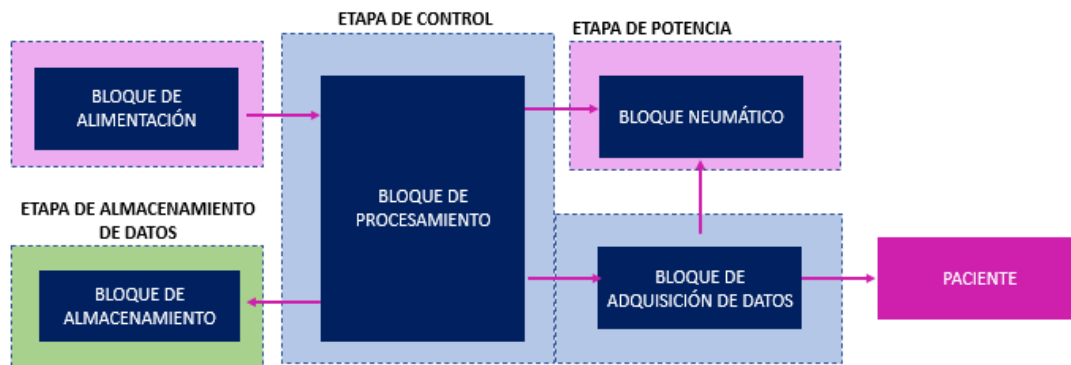 ETAPA DE CONTROL
ETAPA DE POTENCIA
BLOQUE DE
ALIMENTACIÓN
BLOQUE NEUMÁTICO
BLOQUE DE
PROCESAMIENTO
ETAPA DE ALMACENAMIENTO
DE DATOS
BLOQUE DE
ALMACENAMIENTO
BLOQUE DE
ADQUISICIÓN DE DATOS
PACIENTE